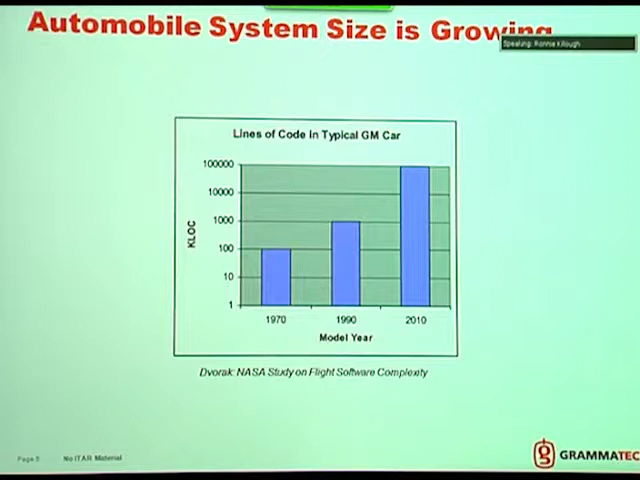 Automobile System Size is Growing
Speaking: Ronnie Killough
Lines of Code in Typical GM Car
100000
10000
1000
100
10
1
KLOC
1970 1990 2010
Model Year
Dvorak: NASA Study on Flight Software Complexity
Page 5 No ITAR Material
GRAMMATEC